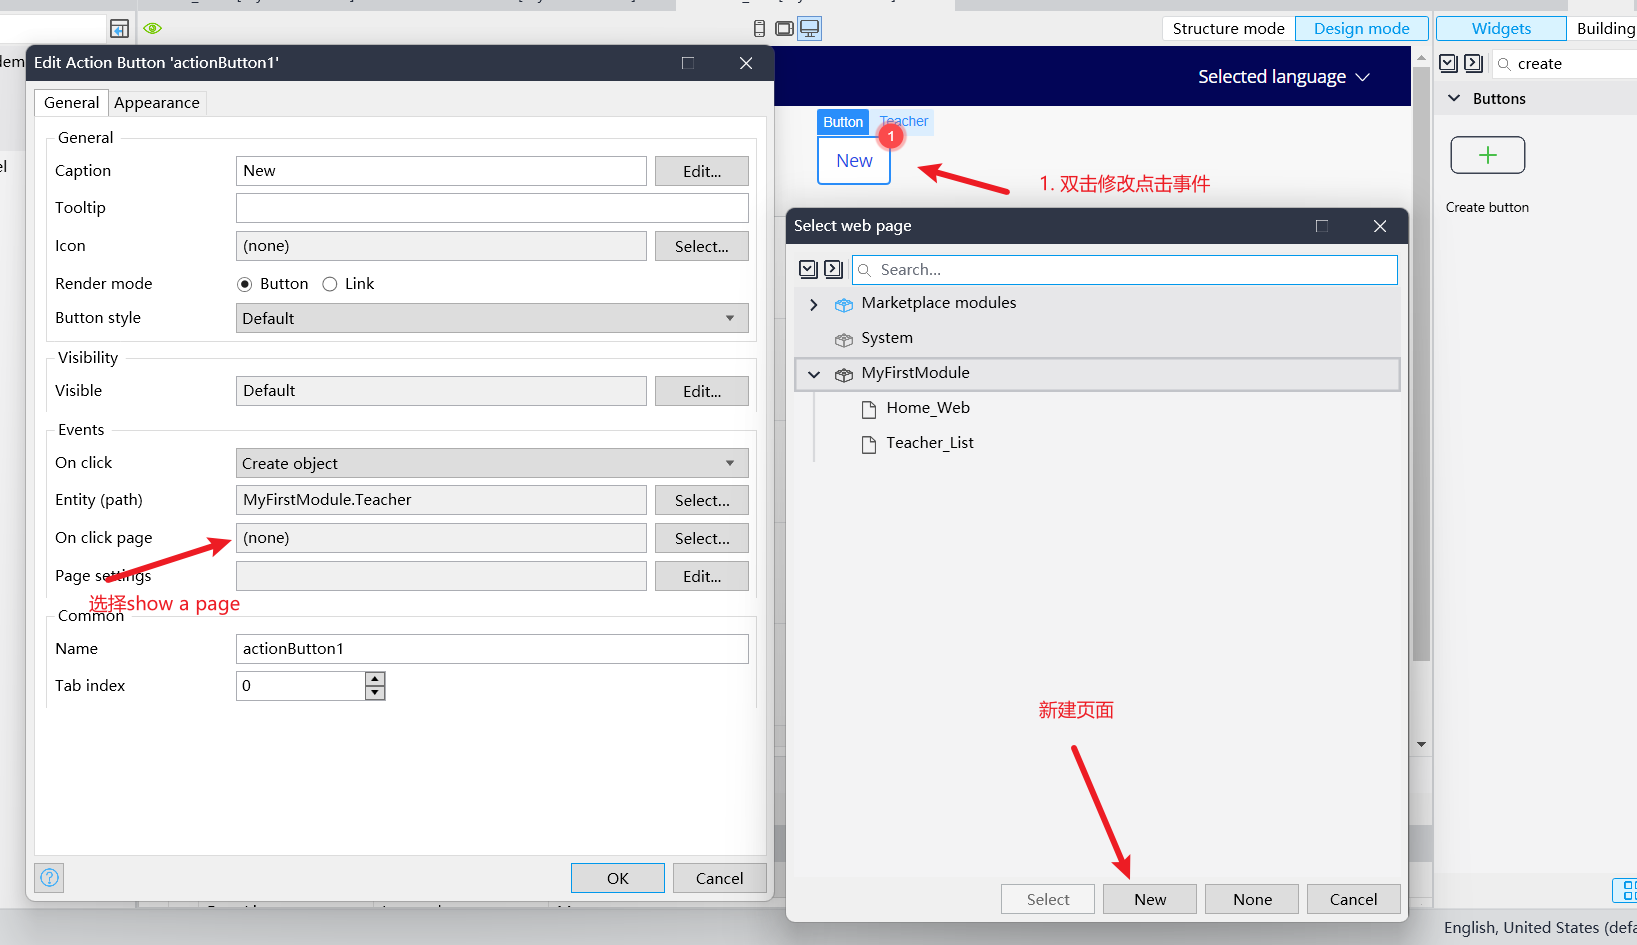 Structure mode
Design mode
Widgets
Building
Edit Action Button 'actionButton1'
Selected language
create
General
Appearance
Buttons
General
Button
Teacher
1
Caption
New
Edit...
New
1. 双击修改点击事件
Tooltip
Create button
Select web page
Icon
(none)
Select...
Search...
Render mode
Button
Link
Marketplace modules
Button style
Default
System
Visibility
MyFirstModule
Visible
Default
Edit...
Home_Web
Events
Teacher_List
On click
Create object
Entity (path)
MyFirstModule.Teacher
Select...
On click page
(none)
Select...
Page settings
Edit...
选择show a page
Common
Name
actionButton1
Tab index
0
新建页面
OK
Cancel
Select
New
None
Cancel
English, United States (defa